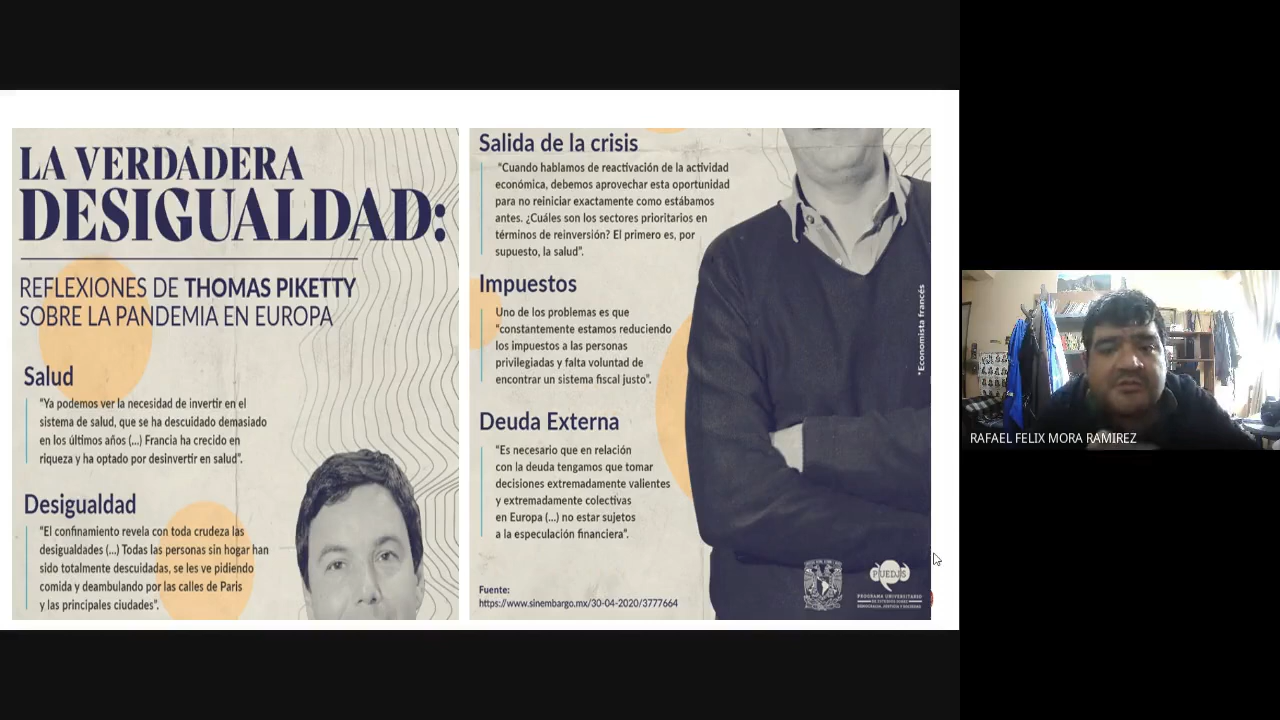 LA VERDADERA
DESIGUALDAD:
REFLEXIONES DE THOMAS PIKETTY
SOBRE LA PANDEMIA EN EUROPA
Salud
“Ya podemos ver la necesidad de invertir en el
sistema de salud, que se ha descuidado demasiado
en los últimos años (...) Francia ha crecido en
riqueza y ha optado por desinvertir en salud”.
Desigualdad
“El confinamiento revela con toda crudeza las
desigualdades (...) Todas las personas sin hogar han
sido totalmente descuidadas, se les ve pidiendo
comida y deambulando por las calles de Paris
y las principales ciudades”.
Salida de la crisis
“Cuando hablamos de reactivación de la actividad
económica, debemos aprovechar esta oportunidad
para no reiniciar exactamente como estábamos
antes. ¿Cuáles son los sectores prioritarios en
términos de reinversión? El primero es, por
supuesto, la salud”.
Impuestos
Uno de los problemas es que
“constantemente estamos reduciendo
los impuestos a las personas
privilegiadas y falta voluntad de
encontrar un sistema fiscal justo”.
Deuda Externa
“Es necesario que en relación
con la deuda tengamos que tomar
decisiones extremadamente valientes
y extremadamente colectivas
en Europa (...) no estar sujetos
a la especulación financiera”.
Fuente:
https://www.sinembargo.mx/30-04-2020/3777664
*Economista francés
PUEDJS
PROGRAMA UNIVERSITARIO
DE ESTUDIOS SOBRE
DEMOCRACIA, JUSTICIA Y SOCIEDAD
RAFAEL FELIX MORA RAMIREZ